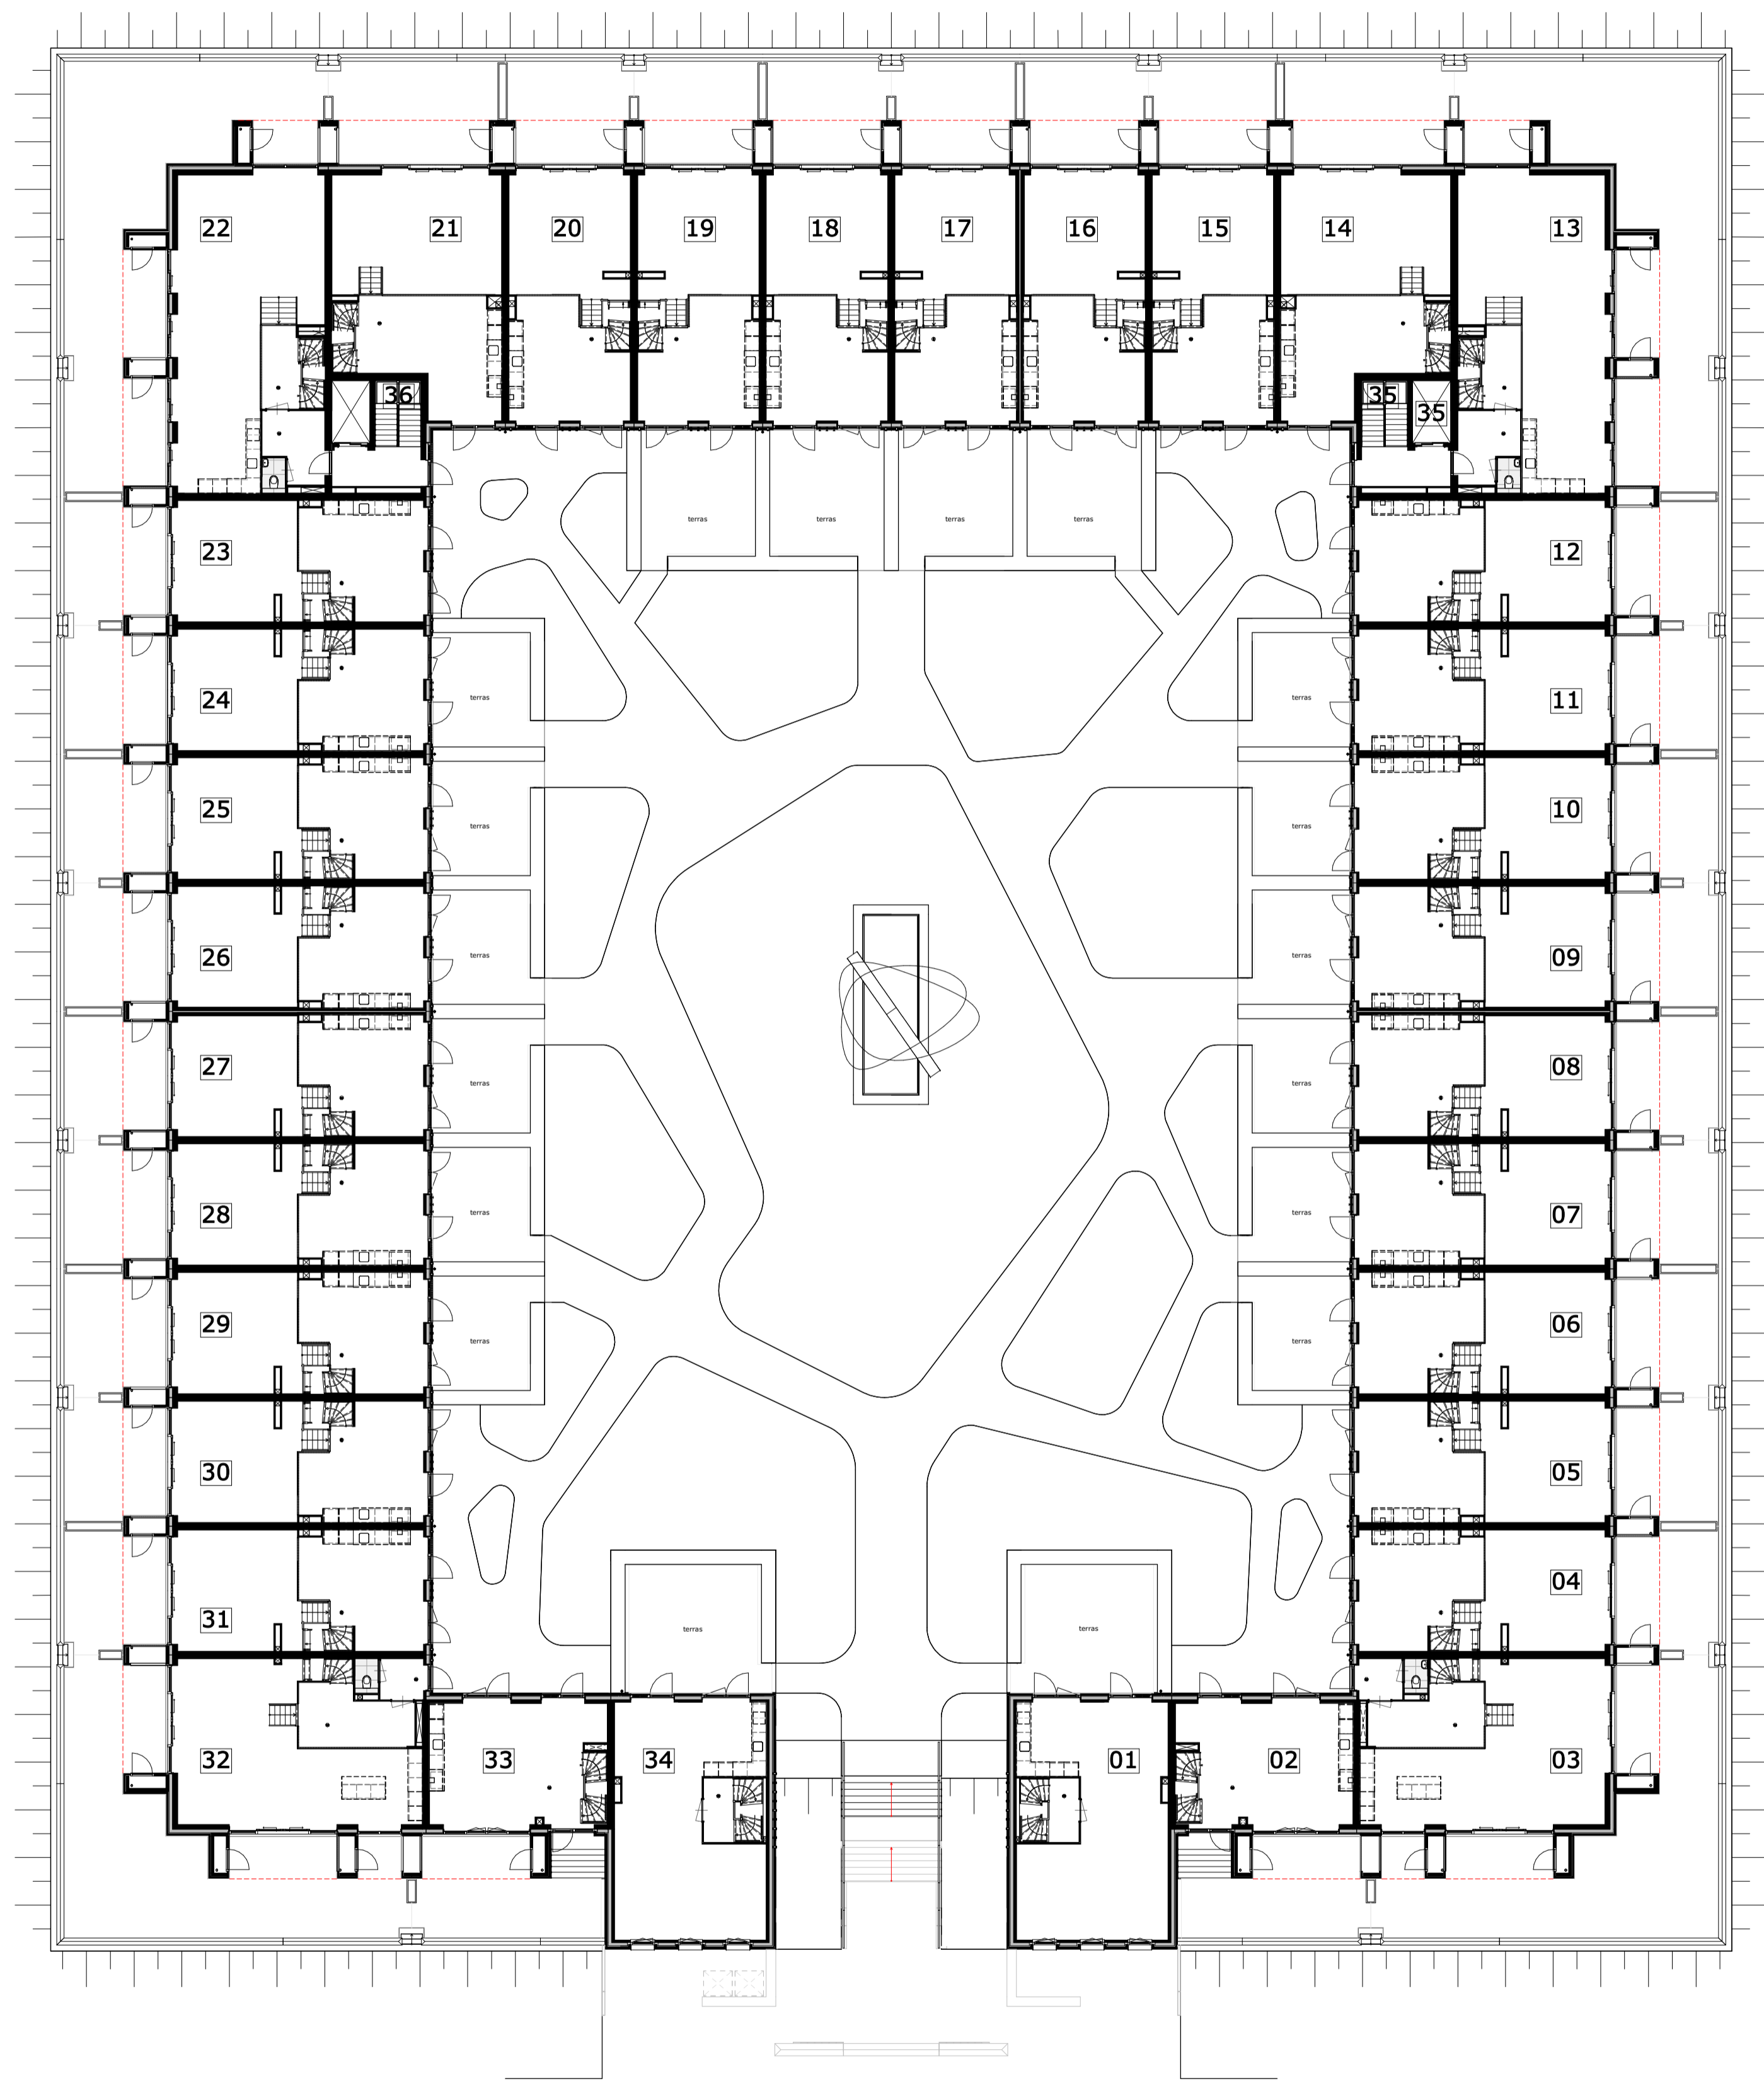 22 21 20 19 18 17 16 15 14 13
36 35
35
terras terras terras terras
23 12
24 terras terras 11
25 terras terras 10
26 terras terras 09
27 terras terras 08
28 terras terras 07
29 terras terras 06
30 05
31 04
terras terras
32 33 34 01 02 03